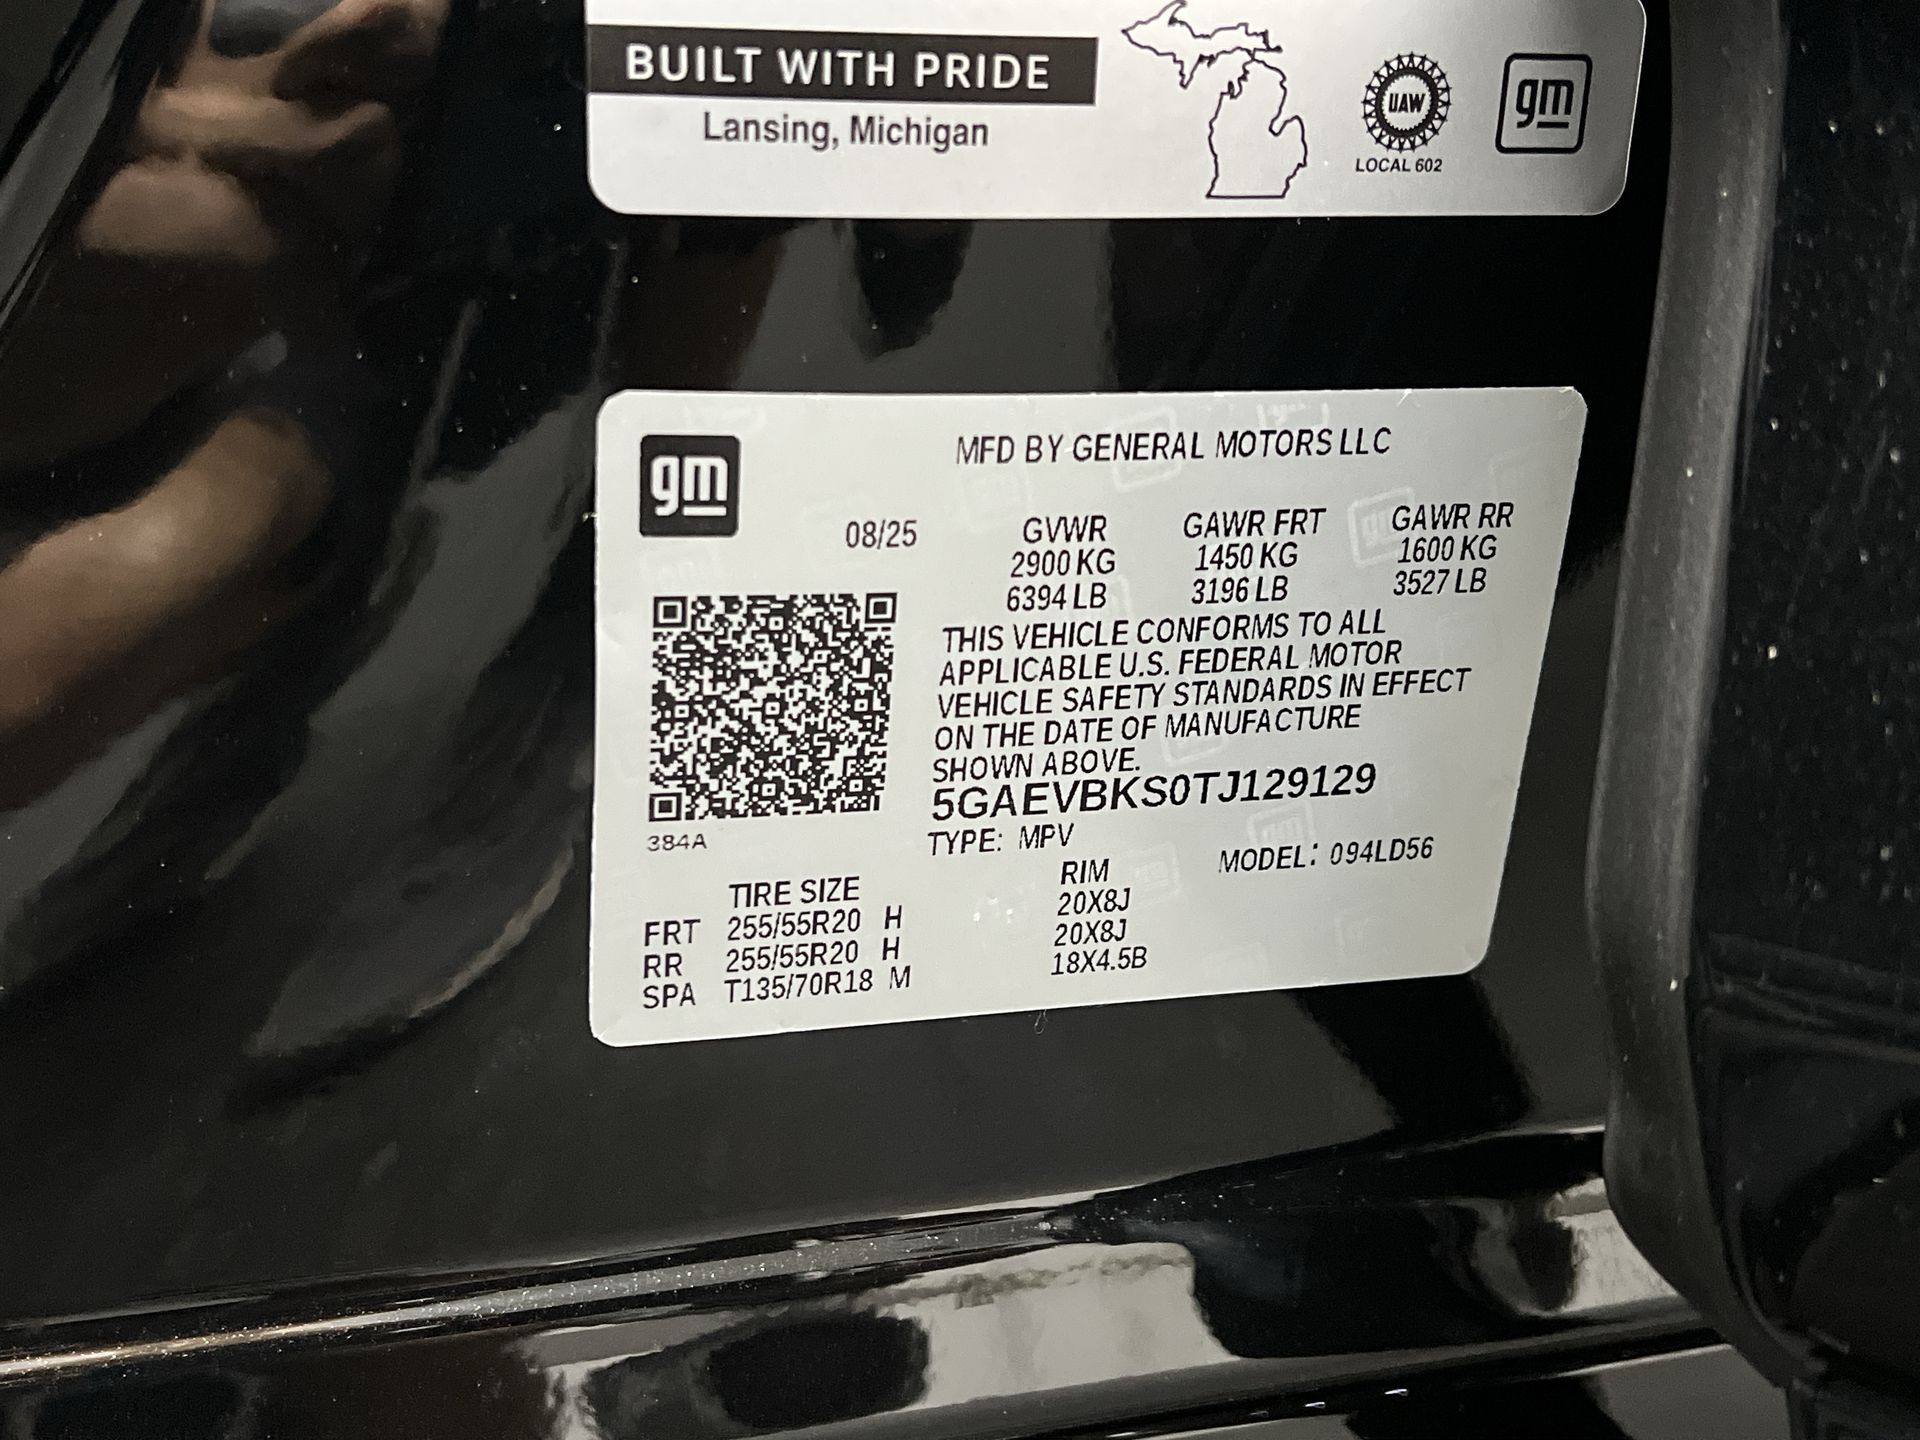 BUILT WITH PRIDE
Lansing, Michigan
UAW
LOCAL 602
gm
gm
MFD BY GENERAL MOTORS LLC
08/25 GVWR GAWR FRT GAWR RR
2900 KG 1450 KG 1600 KG
6394 LB 3196 LB 3527 LB
THIS VEHICLE CONFORMS TO ALL
APPLICABLE U.S. FEDERAL MOTOR
VEHICLE SAFETY STANDARDS IN EFFECT
ON THE DATE OF MANUFACTURE
SHOWN ABOVE.
5GAEVBKS0TJ129129
384A
TYPE: MPV
MODEL: 094LD56
TIRE SIZE RIM
FRT 255/55R20 H 20X8J
RR 255/55R20 H 20X8J
SPA T135/70R18 M 18X4.5B